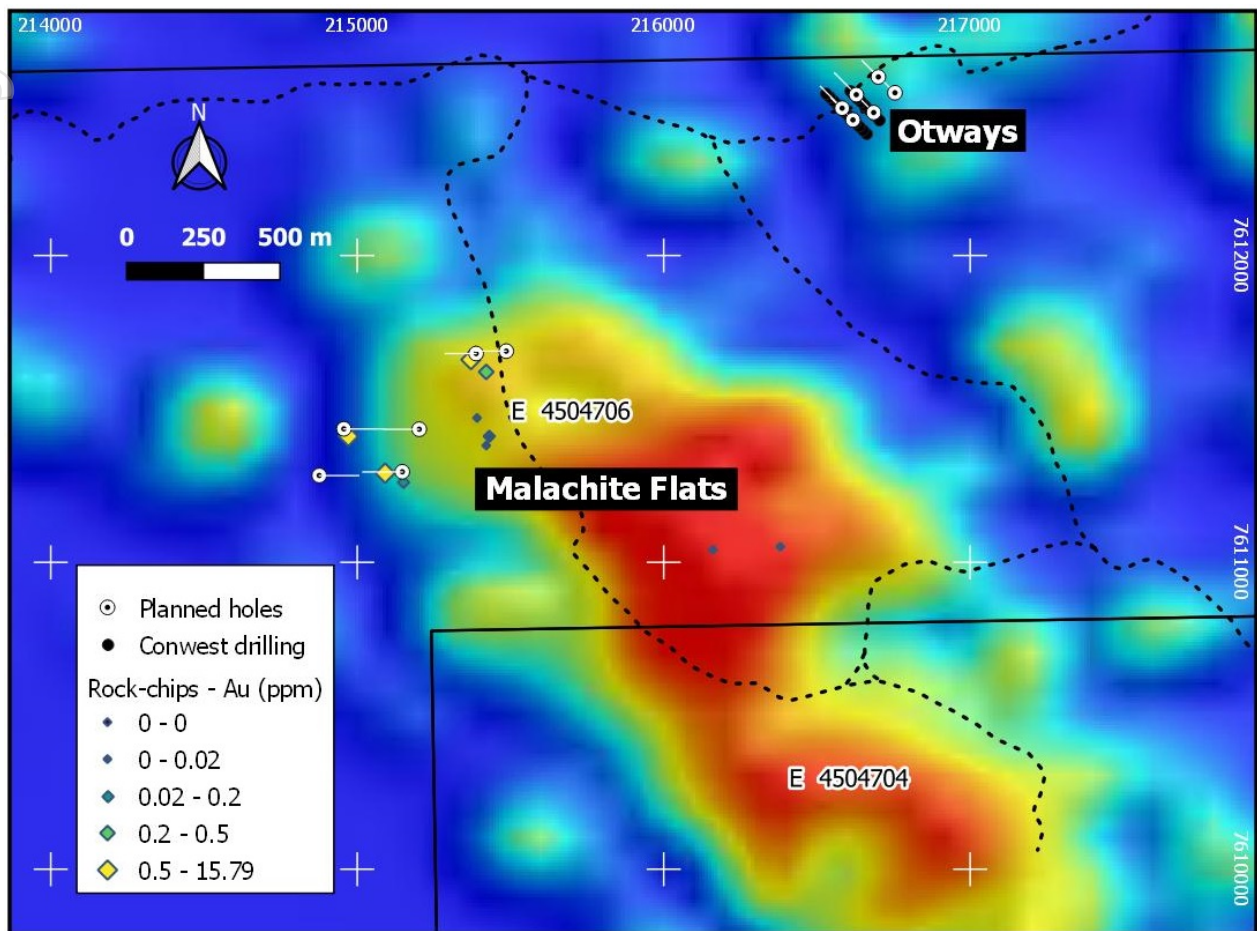 214000
215000
216000
217000
N
Otways
0 250 500 m
7612000
E 4504706
Malachite Flats
7611000
Planned holes
Conwest drilling
Rock-chips - Au (ppm)
0 - 0
0 - 0.02
0.02 - 0.2
0.2 - 0.5
0.5 - 15.79
E 4504704
7610000